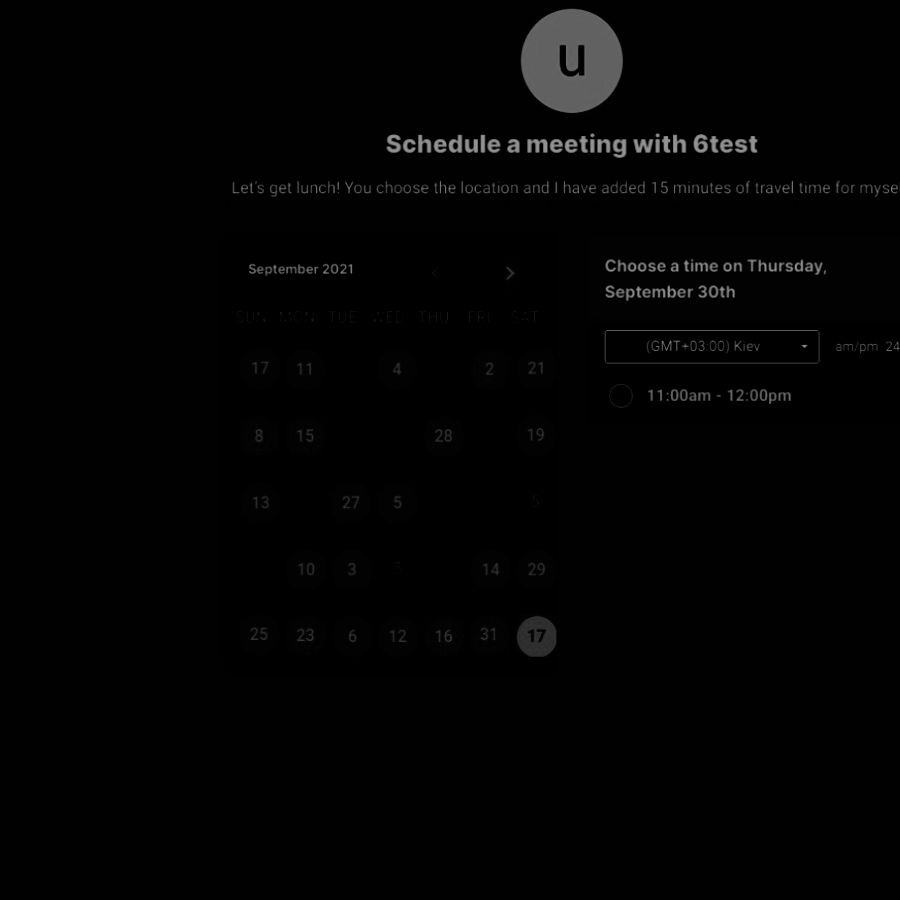 u
Schedule a meeting with 6test
Let's get lunch! You choose the location and I have added 15 minutes of travel time for myse
September 2021
SUN MON TUE WED THU FRI SAT
17 11 4 2 21
8 15 28 19
13 27 5
10 3 14 29
25 23 6 12 16 31 17
Choose a time on Thursday,
September 30th
(GMT+03:00) Kiev am/pm 24
11:00am - 12:00pm